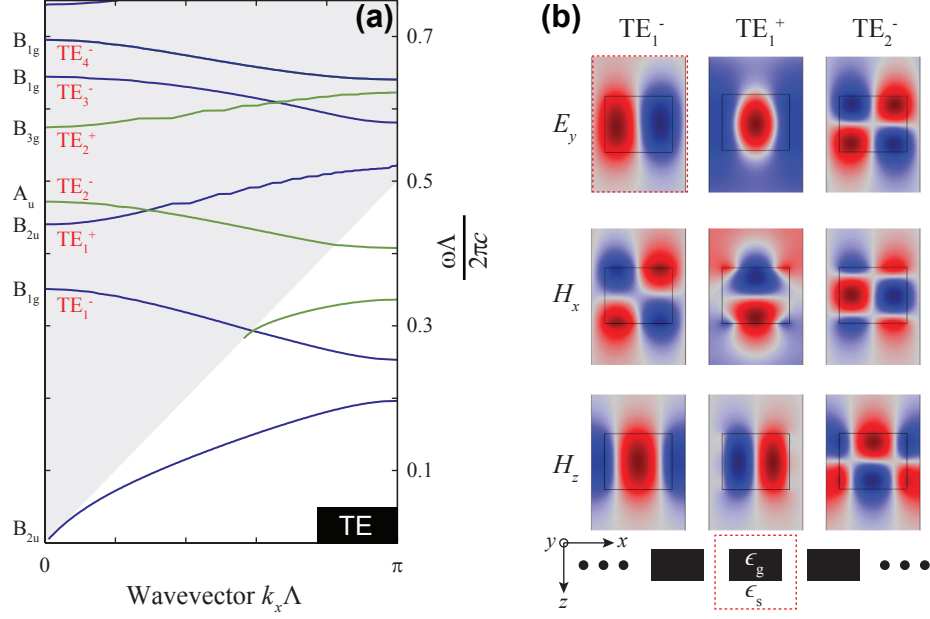 (a)
B1g
TE4-
B1g
TE3-
B3g
TE2+
Au
TE2-
B2u
TE1+
B1g
TE1-
B2u
TE
0.7
0.5
0.3
0.1
ωΛ
2πc
0
π
Wavevector kxΛ
(b)
TE1- TE1+ TE2-
Ey
Hx
Hz
y x
z
ϵg
ϵs